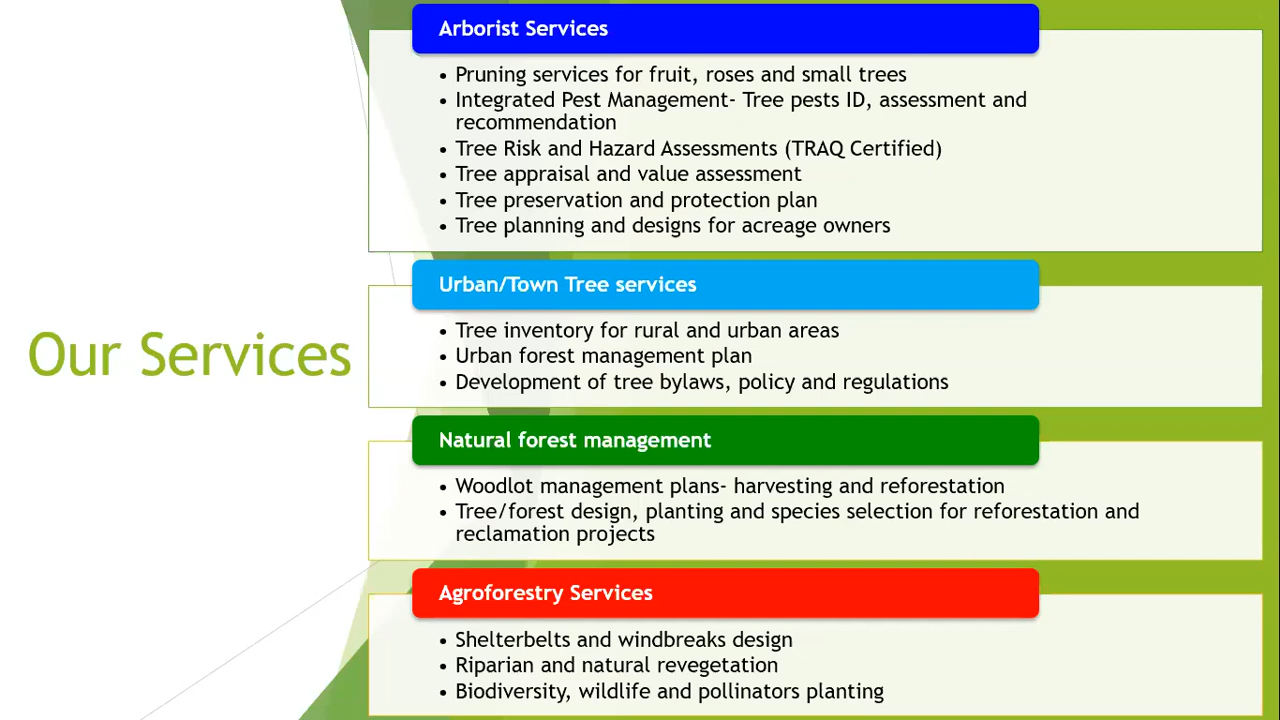 Our Services
Arborist Services
• Pruning services for fruit, roses and small trees
• Integrated Pest Management- Tree pests ID, assessment and
recommendation
• Tree Risk and Hazard Assessments (TRAQ Certified)
• Tree appraisal and value assessment
• Tree preservation and protection plan
• Tree planning and designs for acreage owners
Urban/Town Tree services
• Tree inventory for rural and urban areas
• Urban forest management plan
• Development of tree bylaws, policy and regulations
Natural forest management
• Woodlot management plans- harvesting and reforestation
• Tree/forest design, planting and species selection for reforestation and
reclamation projects
Agroforestry Services
• Shelterbelts and windbreaks design
• Riparian and natural revegetation
• Biodiversity, wildlife and pollinators planting